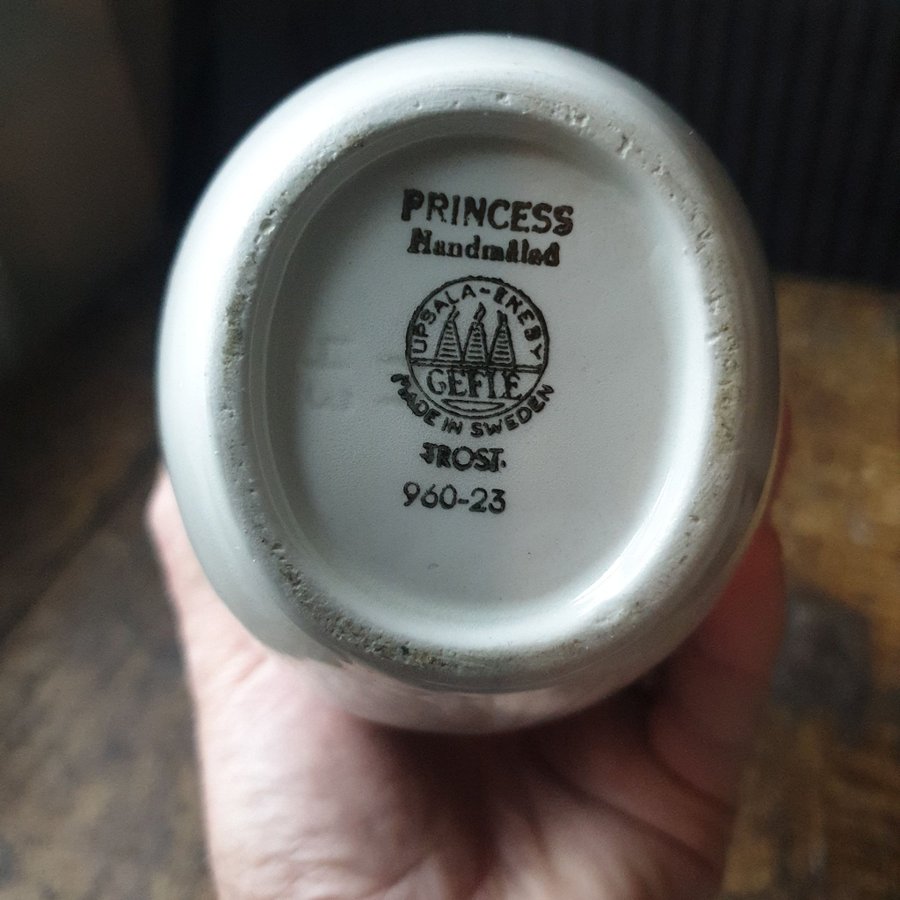 PRINCESS
Handmålad
UPSALA-EKEBY
GEFLE
MADE IN SWEDEN
FROST.
960-23